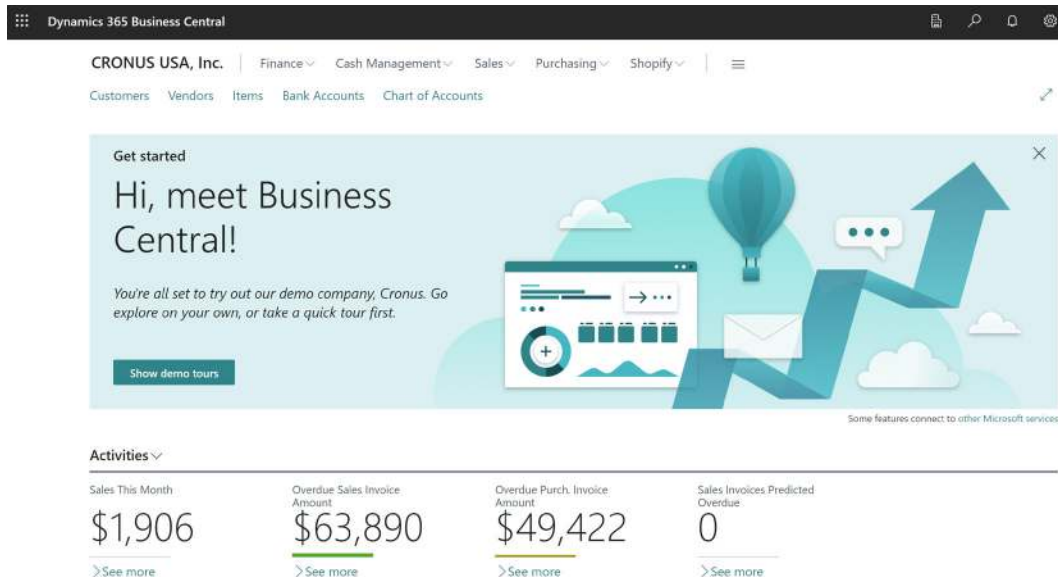 Dynamics 365 Business Central
CRONUS USA, Inc. Finance Cash Management Sales Purchasing Shopify
Customers Vendors Items Bank Accounts Chart of Accounts
Get started
Hi, meet Business
Central!
You're all set to try out our demo company, Cronus. Go
explore on your own, or take a quick tour first.
Show demo tours
Some features connect to other Microsoft services
Activities
Sales This Month
$1,906
See more
Overdue Sales Invoice
Amount
$63,890
See more
Overdue Purch. Invoice
Amount
$49,422
See more
Sales Invoices Predicted
Overdue
0
See more